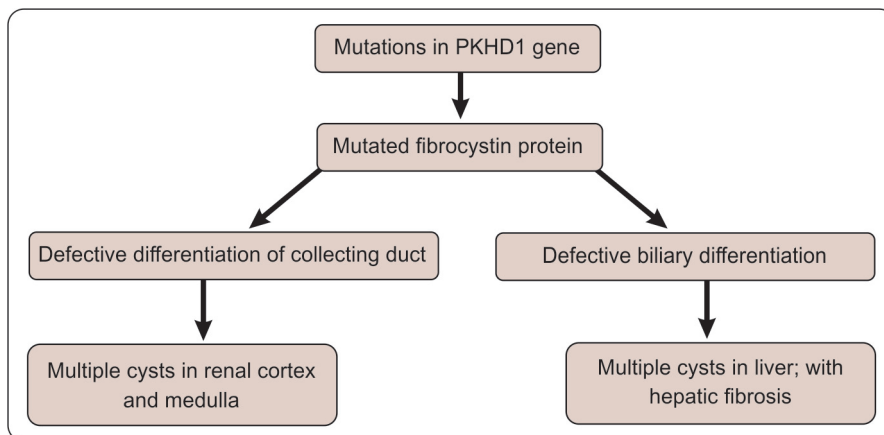 Mutations in PKHD1 gene
Mutated fibrocystin protein
Defective differentiation of collecting duct
Defective biliary differentiation
Multiple cysts in renal cortex
and medulla
Multiple cysts in liver; with
hepatic fibrosis